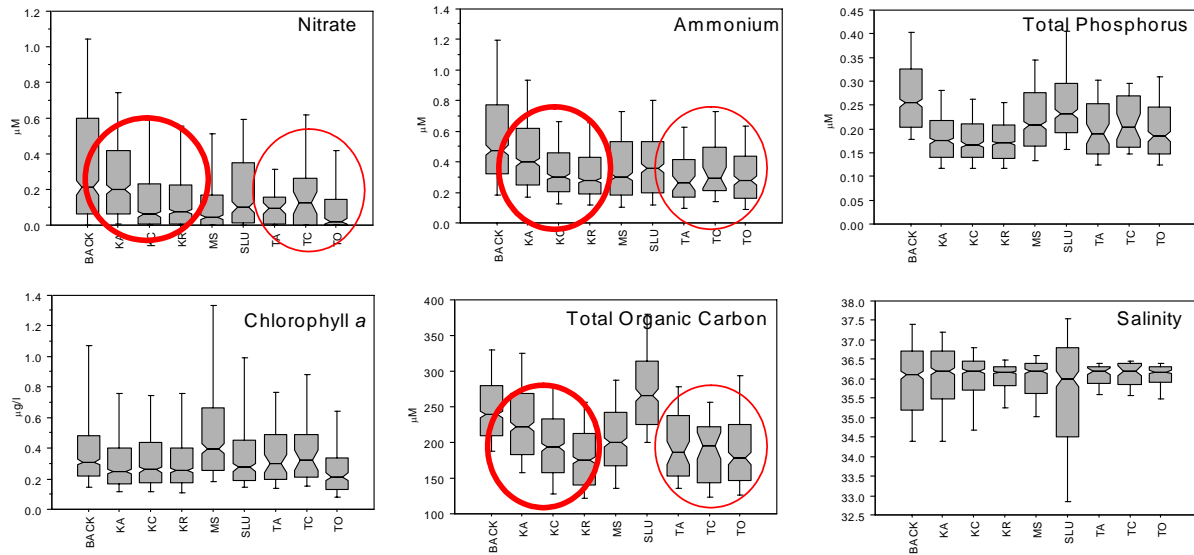 Nitrate
1.2
1.0
0.8
0.6
0.4
0.2
0.0
µM
BACK
KA
KC
KR
MS
SLU
TA
TC
TO
Ammonium
1.4
1.2
1.0
0.8
0.6
0.4
0.2
0.0
µM
BACK
KA
KC
KR
MS
SLU
TA
TC
TO
Total Phosphorus
0.45
0.40
0.35
0.30
0.25
0.20
0.15
0.10
0.05
0.00
µM
BACK
KA
KC
KR
MS
SLU
TA
TC
TO
Chlorophyll a
1.4
1.2
1.0
0.8
0.6
0.4
0.2
0.0
µg/l
BACK
KA
KC
KR
MS
SLU
TA
TC
TO
Total Organic Carbon
400
350
300
250
200
150
100
µM
BACK
KA
KC
KR
MS
SLU
TA
TC
TO
Salinity
38.0
37.5
37.0
36.5
36.0
35.5
35.0
34.5
34.0
33.5
33.0
32.5
BACK
KA
KC
KR
MS
SLU
TA
TC
TO